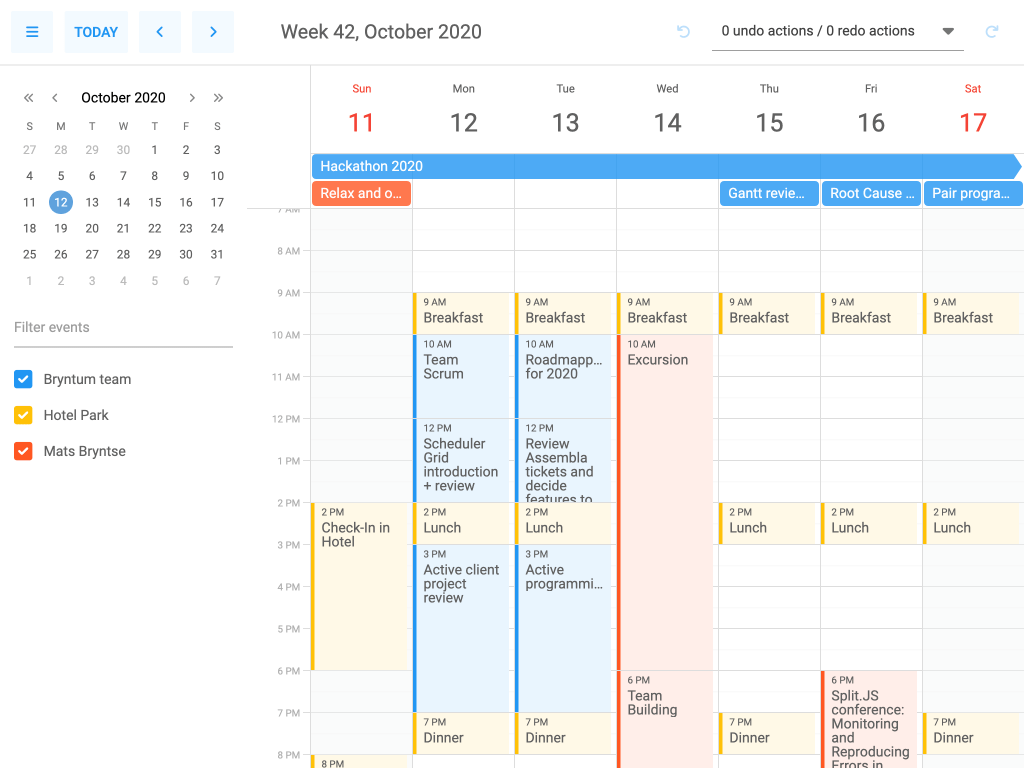 TODAY
Week 42, October 2020
0 undo actions / 0 redo actions
October 2020
S M T W T F S
27 28 29 30 1 2 3
4 5 6 7 8 9 10
11 12 13 14 15 16 17
18 19 20 21 22 23 24
25 26 27 28 29 30 31
1 2 3 4 5 6 7
Filter events
Bryntum team
Hotel Park
Mats Bryntse
Sun Mon Tue Wed Thu Fri Sat
11 12 13 14 15 16 17
Hackathon 2020
Relax and o...
Gantt revie...
Root Cause ...
Pair progra...
7 AM
8 AM
9 AM
10 AM
11 AM
12 PM
1 PM
2 PM
3 PM
4 PM
5 PM
6 PM
7 PM
8 PM
2 PM
Check-In in
Hotel
8 PM
9 AM
Breakfast
10 AM
Team
Scrum
12 PM
Scheduler
Grid
introduction
+ review
2 PM
Lunch
3 PM
Active client
project
review
7 PM
Dinner
9 AM
Breakfast
10 AM
Roadmapp...
for 2020
12 PM
Review
Assembla
tickets and
decide
features to
2 PM
Lunch
3 PM
Active
programmi...
7 PM
Dinner
9 AM
Breakfast
10 AM
Excursion
6 PM
Team
Building
9 AM
Breakfast
2 PM
Lunch
7 PM
Dinner
9 AM
Breakfast
2 PM
Lunch
6 PM
Split.JS
conference:
Monitoring
and
Reproducing
Errors in
9 AM
Breakfast
2 PM
Lunch
7 PM
Dinner